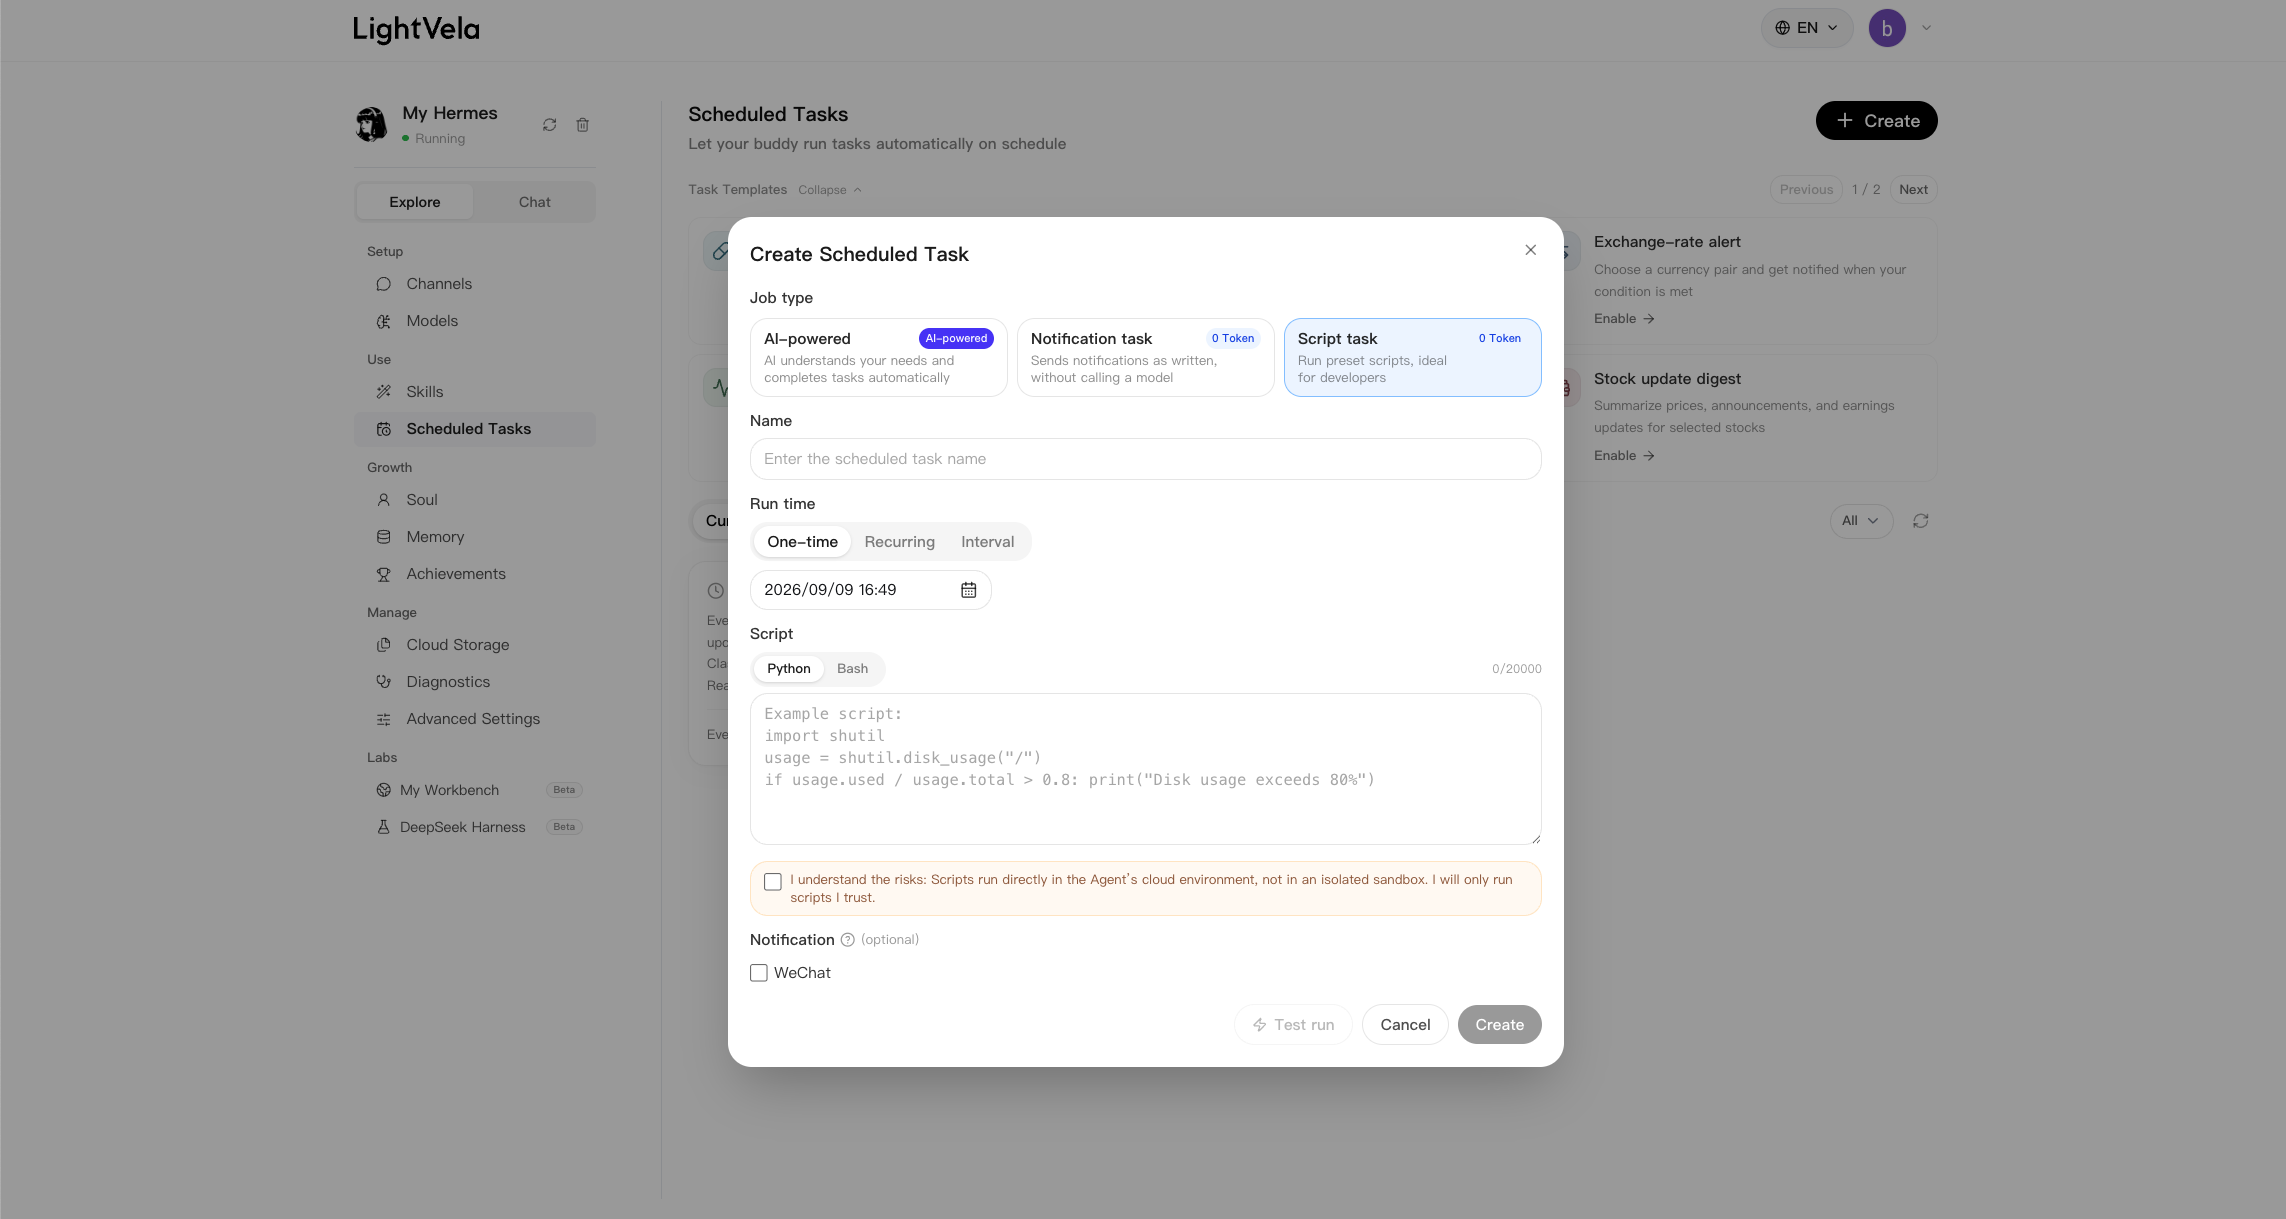 LightVela
EN
b
My Hermes
Running
Explore
Chat
Setup
Channels
Models
Use
Skills
Scheduled Tasks
Growth
Soul
Memory
Achievements
Manage
Cloud Storage
Diagnostics
Advanced Settings
Labs
My Workbench
Beta
DeepSeek Harness
Beta
Scheduled Tasks
Let your buddy run tasks automatically on schedule
+ Create
Task Templates
Collapse
Previous
1 / 2
Next
Exchange-rate alert
Choose a currency pair and get notified when your
condition is met
Enable →
Stock update digest
Summarize prices, announcements, and earnings
updates for selected stocks
Enable →
All
Create Scheduled Task
Job type
AI-powered
AI-powered
AI understands your needs and
completes tasks automatically
Notification task
0 Token
Sends notifications as written,
without calling a model
Script task
0 Token
Run preset scripts, ideal
for developers
Name
Enter the scheduled task name
Run time
One-time
Recurring
Interval
2026/09/09 16:49
Script
Python
Bash
0/20000
Example script:
import shutil
usage = shutil.disk_usage("/")
if usage.used / usage.total > 0.8: print("Disk usage exceeds 80%")
I understand the risks: Scripts run directly in the Agent's cloud environment, not in an isolated sandbox. I will only run
scripts I trust.
Notification ? (optional)
WeChat
Test run
Cancel
Create